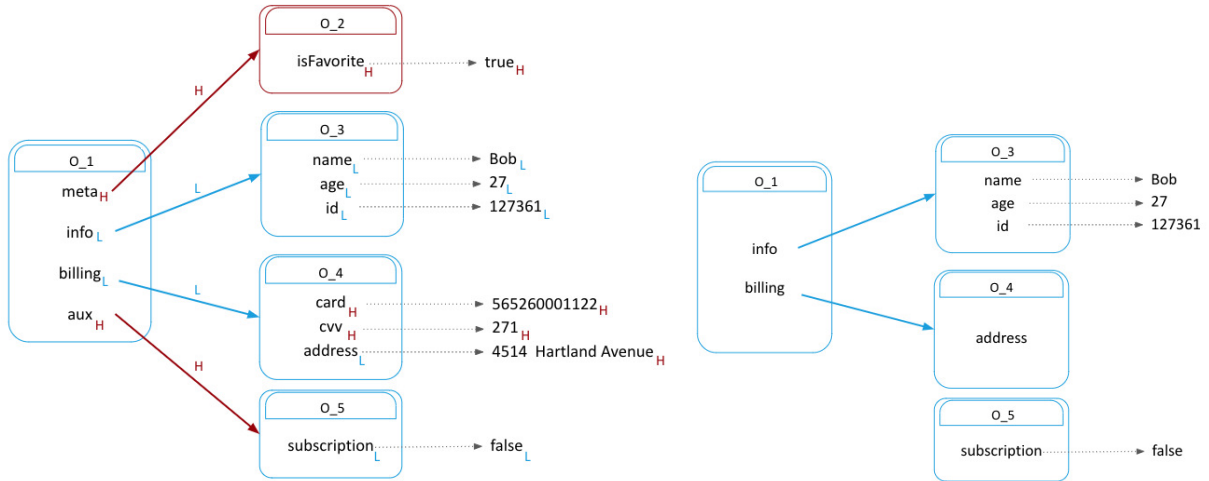 O_2
isFavorite H true H
H
O_1
meta H
info L
billing L
aux H
O_3
name L Bob L
age L 27 L
id L 127361 L
L
O_4
card H 565260001122 H
cvv H 271 H
address L 4514 Hartland Avenue H
L
H
O_5
subscription L false L
O_1
info
billing
O_3
name Bob
age 27
id 127361
O_4
address
O_5
subscription false